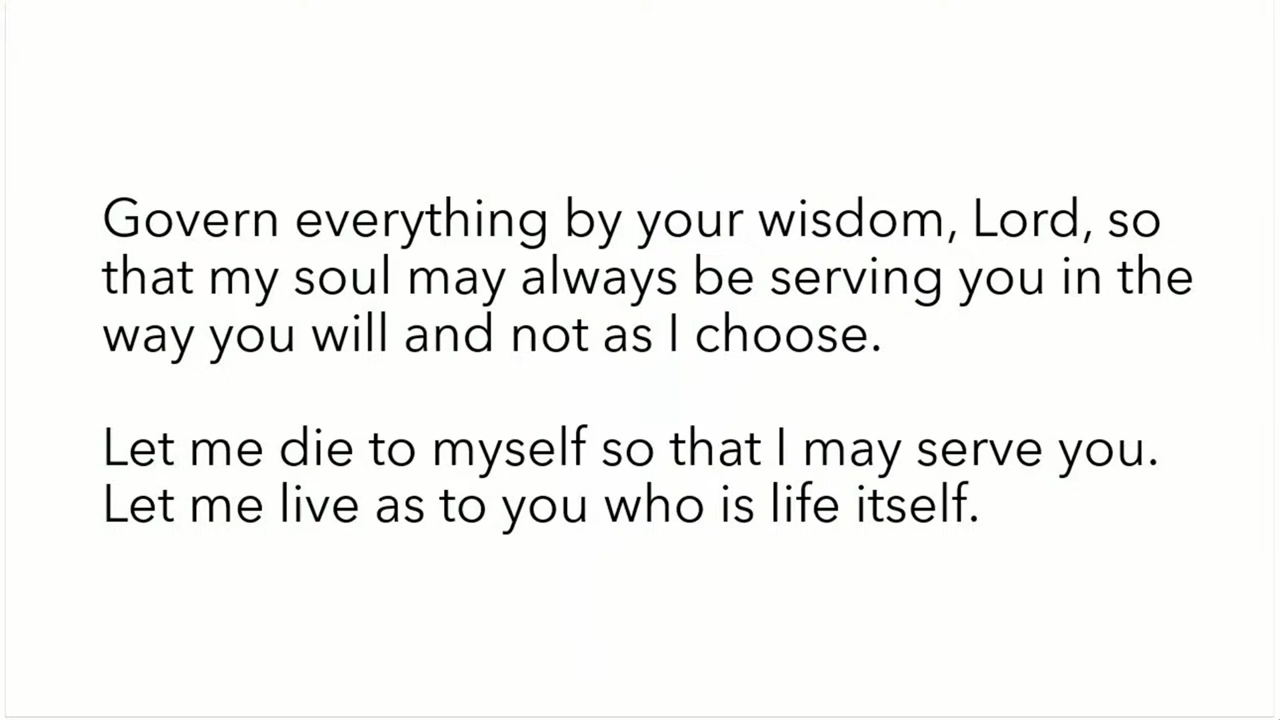 Govern everything by your wisdom, Lord, so
that my soul may always be serving you in the
way you will and not as I choose.
Let me die to myself so that I may serve you.
Let me live as to you who is life itself.